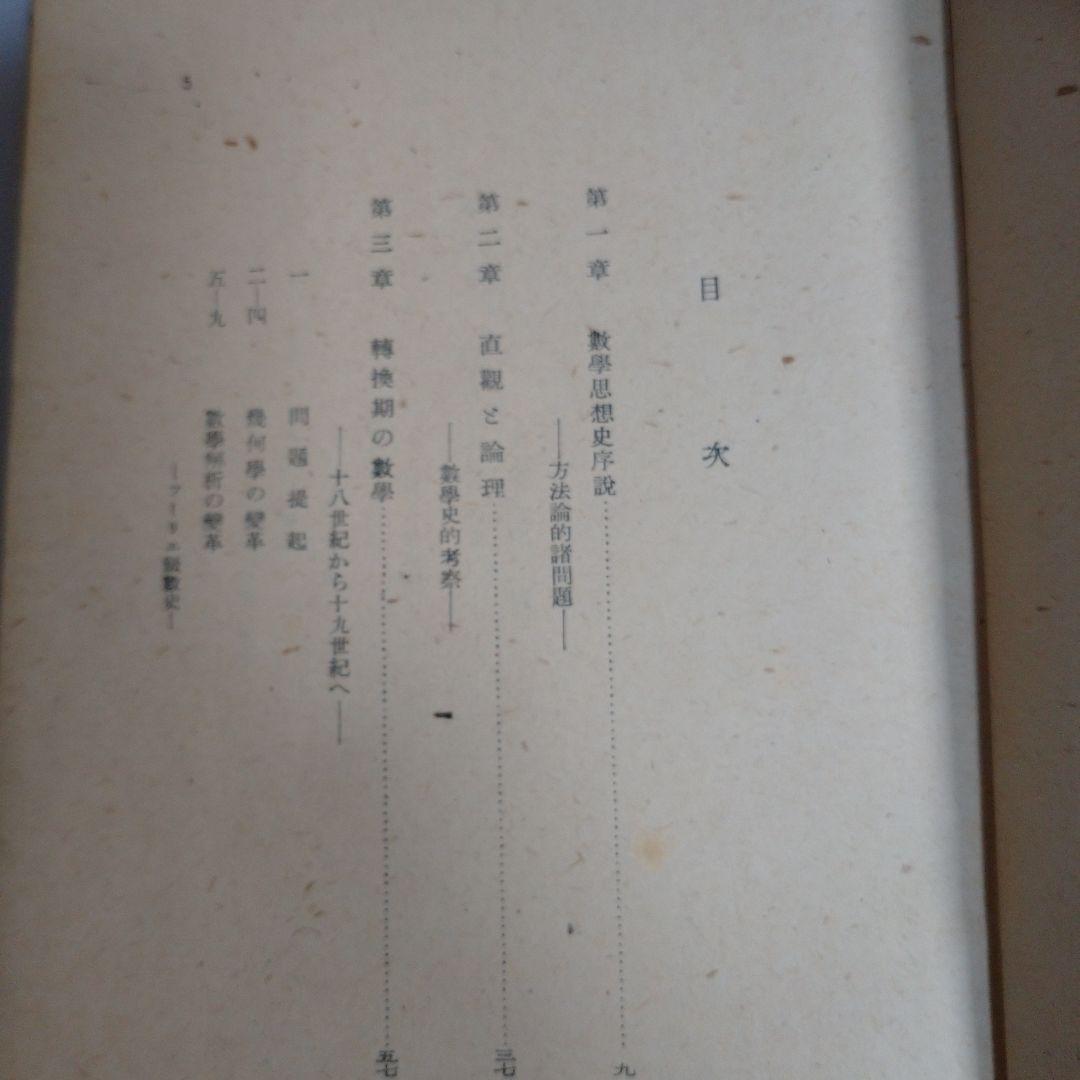 目次
第一章 數學思想史序說……九
――方法論的諸問題――
第二章 直觀と論理……三七
――數學史的考察――
第三章 轉換期の數學……五七
――十八世紀から十九世紀へ――
一 問題提起
二―四 幾何學の變革
五―九 數學解析の變革
―フーリエ級數史―
5